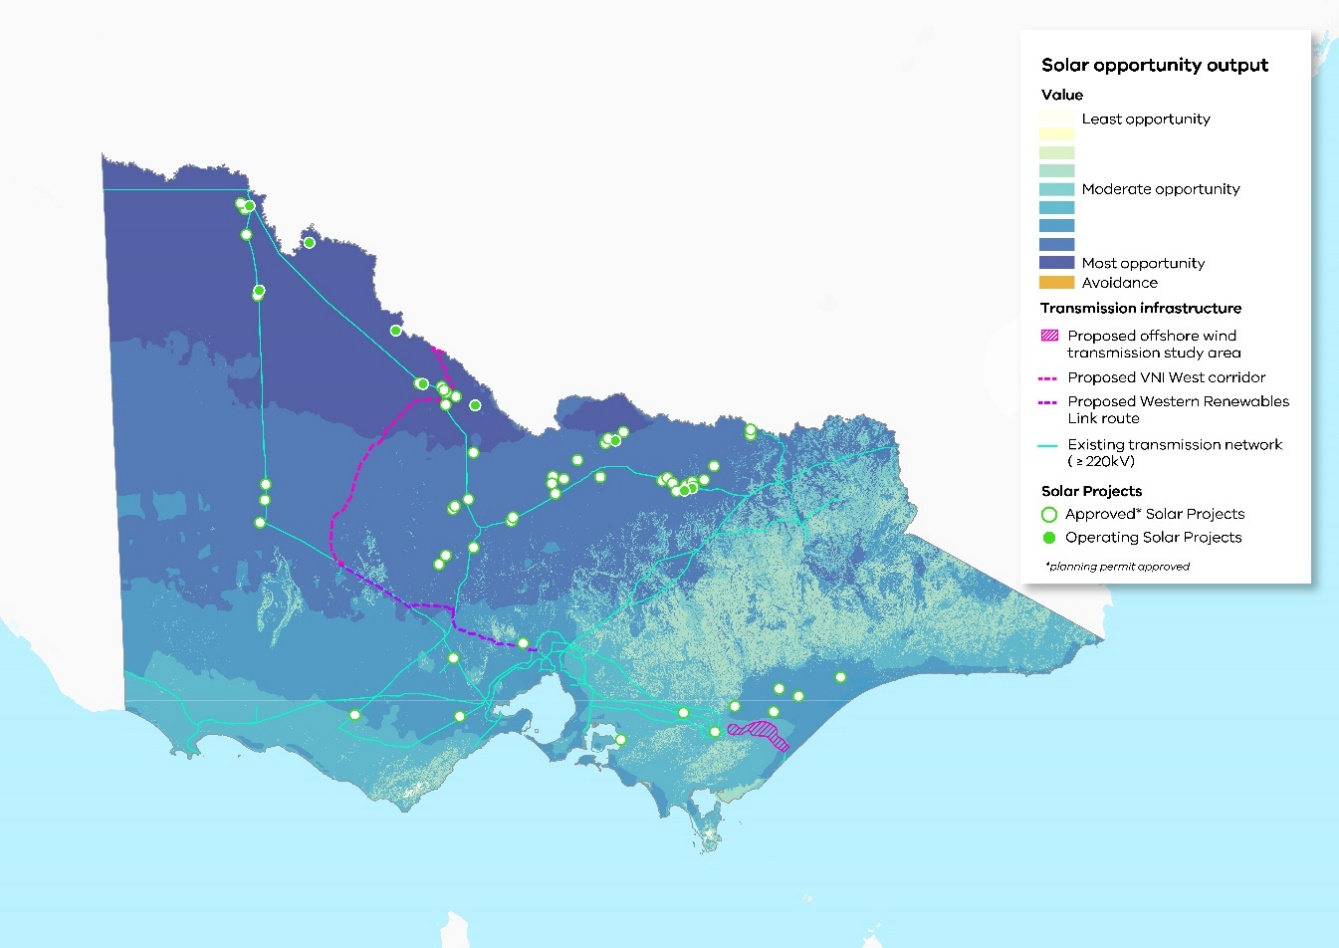 Solar opportunity output
Value
Least opportunity
Moderate opportunity
Most opportunity
Avoidance
Transmission infrastructure
Proposed offshore wind
transmission study area
Proposed VNI West corridor
Proposed Western Renewables
Link route
Existing transmission network
(≥220kV)
Solar Projects
Approved* Solar Projects
Operating Solar Projects
*planning permit approved